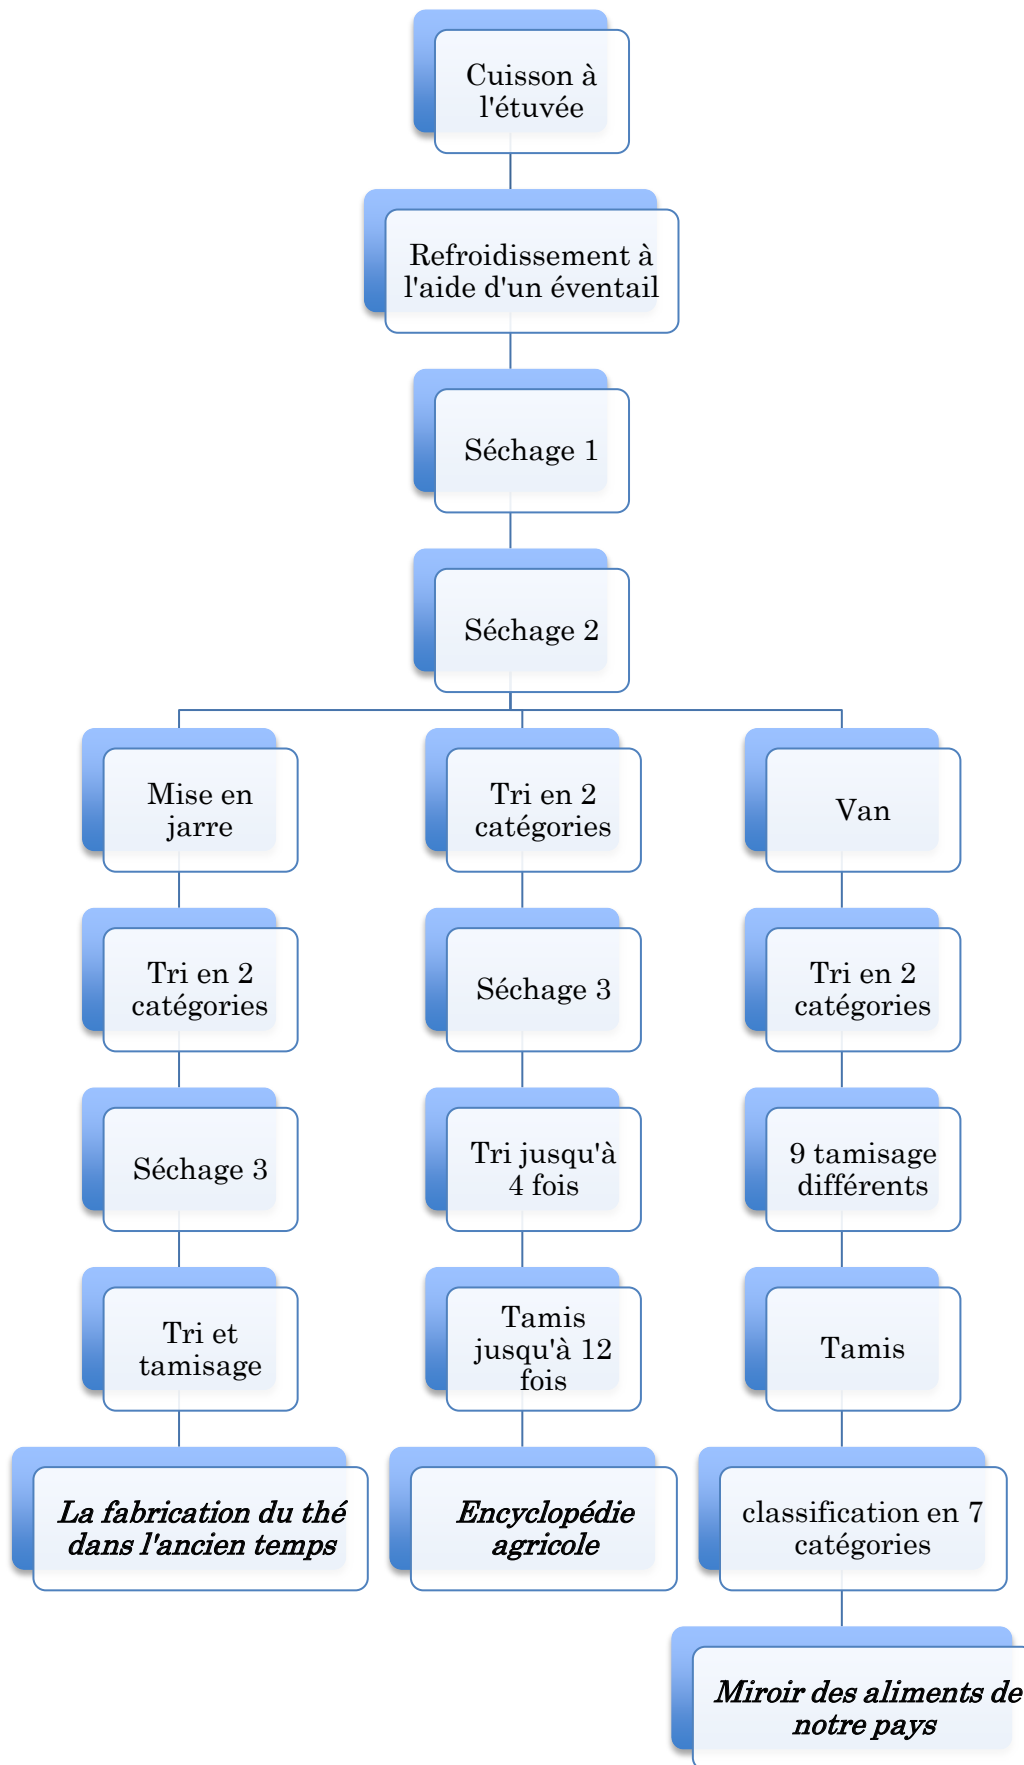 Cuisson à
l'étuvée
Refroidissement à
l'aide d'un éventail
Séchage 1
Séchage 2
Mise en
jarre
Tri en 2
catégories
Séchage 3
Tri et
tamisage
La fabrication du thé
dans l'ancien temps
Tri en 2
catégories
Séchage 3
Tri jusqu'à
4 fois
Tamis
jusqu'à 12
fois
Encyclopédie
agricole
Van
Tri en 2
catégories
9 tamisage
différents
Tamis
classification en 7
catégories
Miroir des aliments de
notre pays